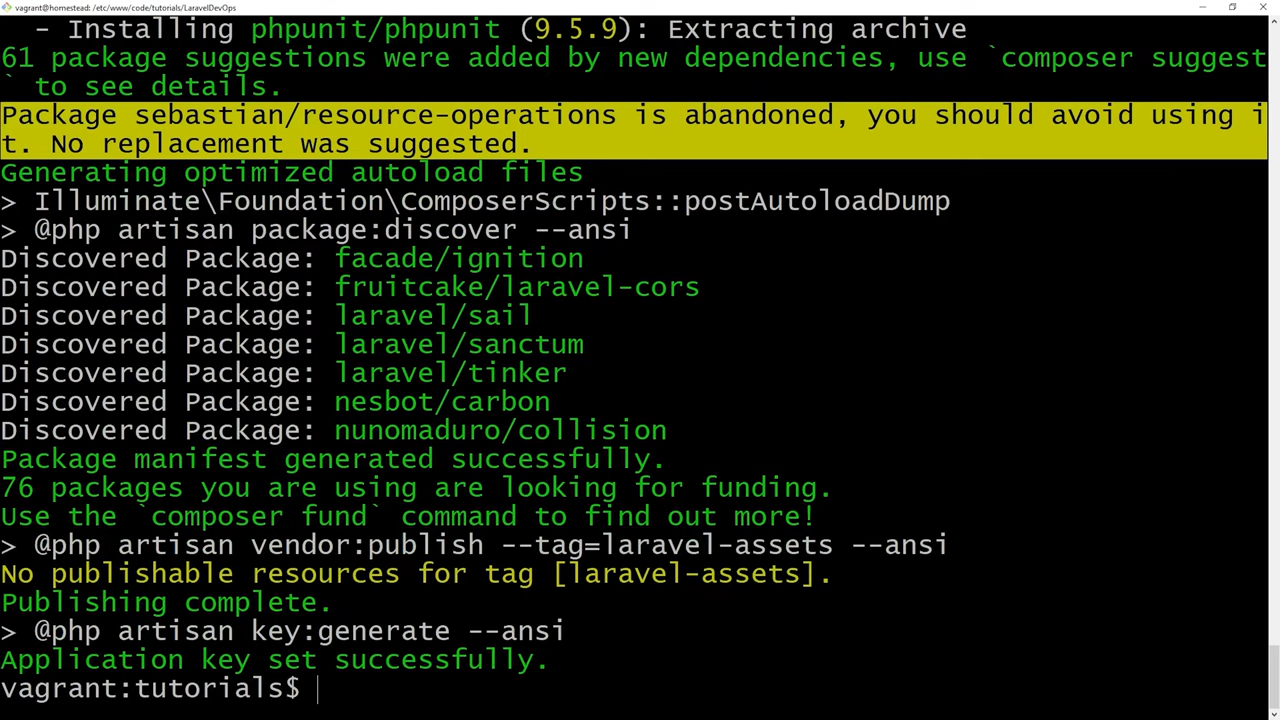 vagrant@homestead: /etc/www/code/tutorials/LaravelDevOps
- Installing phpunit/phpunit (9.5.9): Extracting archive
61 package suggestions were added by new dependencies, use `composer suggest
` to see details.
Package sebastian/resource-operations is abandoned, you should avoid using i
t. No replacement was suggested.
Generating optimized autoload files
> Illuminate\Foundation\ComposerScripts::postAutoloadDump
> @php artisan package:discover --ansi
Discovered Package: facade/ignition
Discovered Package: fruitcake/laravel-cors
Discovered Package: laravel/sail
Discovered Package: laravel/sanctum
Discovered Package: laravel/tinker
Discovered Package: nesbot/carbon
Discovered Package: nunomaduro/collision
Package manifest generated successfully.
76 packages you are using are looking for funding.
Use the `composer fund` command to find out more!
> @php artisan vendor:publish --tag=laravel-assets --ansi
No publishable resources for tag [laravel-assets].
Publishing complete.
> @php artisan key:generate --ansi
Application key set successfully.
vagrant:tutorials$